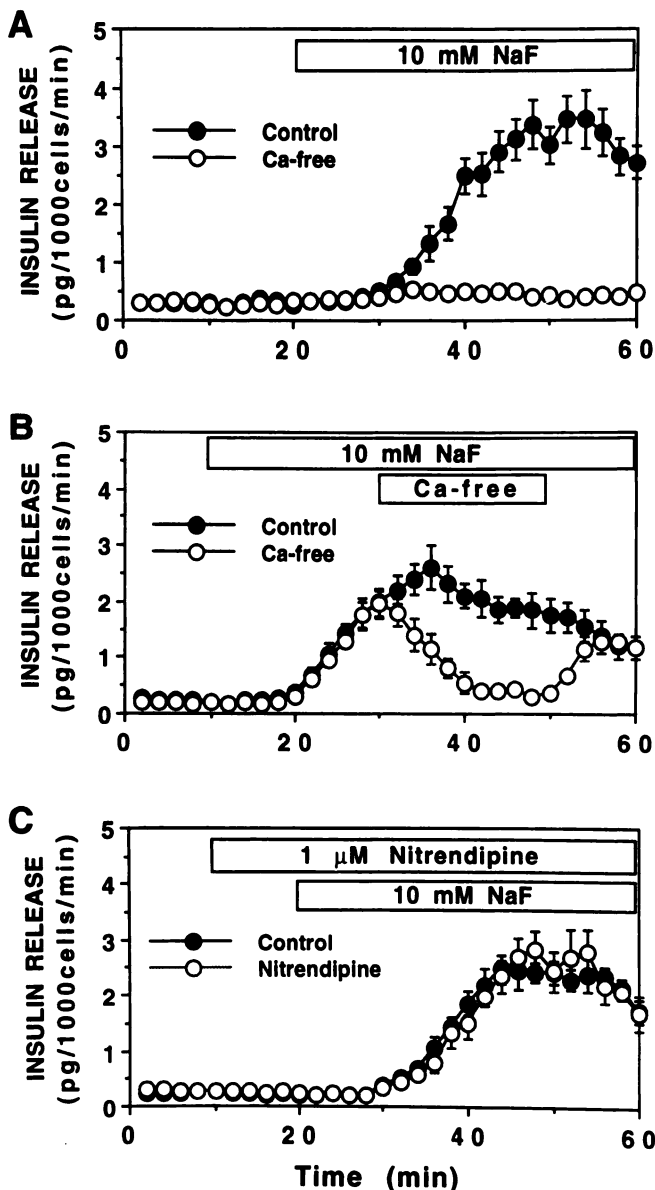 A
INSULIN RELEASE
(pg/1000cells/min)
5
4
3
2
1
0
10 mM NaF
Control
Ca-free
0
20
40
60
B
INSULIN RELEASE
(pg/1000cells/min)
5
4
3
2
1
0
10 mM NaF
Ca-free
Control
Ca-free
0
20
40
60
C
INSULIN RELEASE
(pg/1000cells/min)
5
4
3
2
1
0
1 μM Nitrendipine
10 mM NaF
Control
Nitrendipine
0
20
40
60
Time (min)